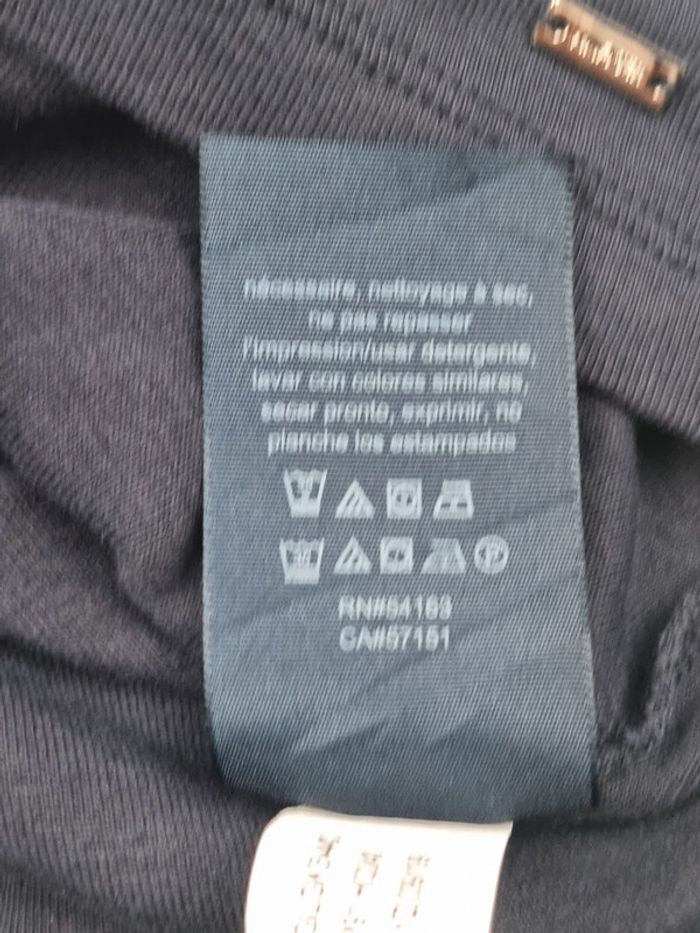 nécessaire, nettoyage à sec,
ne pas repasser
l'impression/usar detergente,
lavar con colores similares,
secar pronto, exprimir, no
planche los estampados
RN#54163
CA#57151